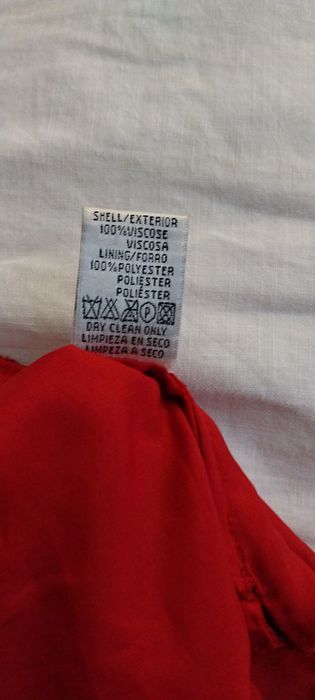 SHELL/EXTERIOR
100%VISCOSE
VISCOSA
LINING/FORRO
100%POLYESTER
POLIESTER
POLIÉSTER
P
DRY CLEAN ONLY
LIMPIEZA EN SECO
LIMPEZA A SECO